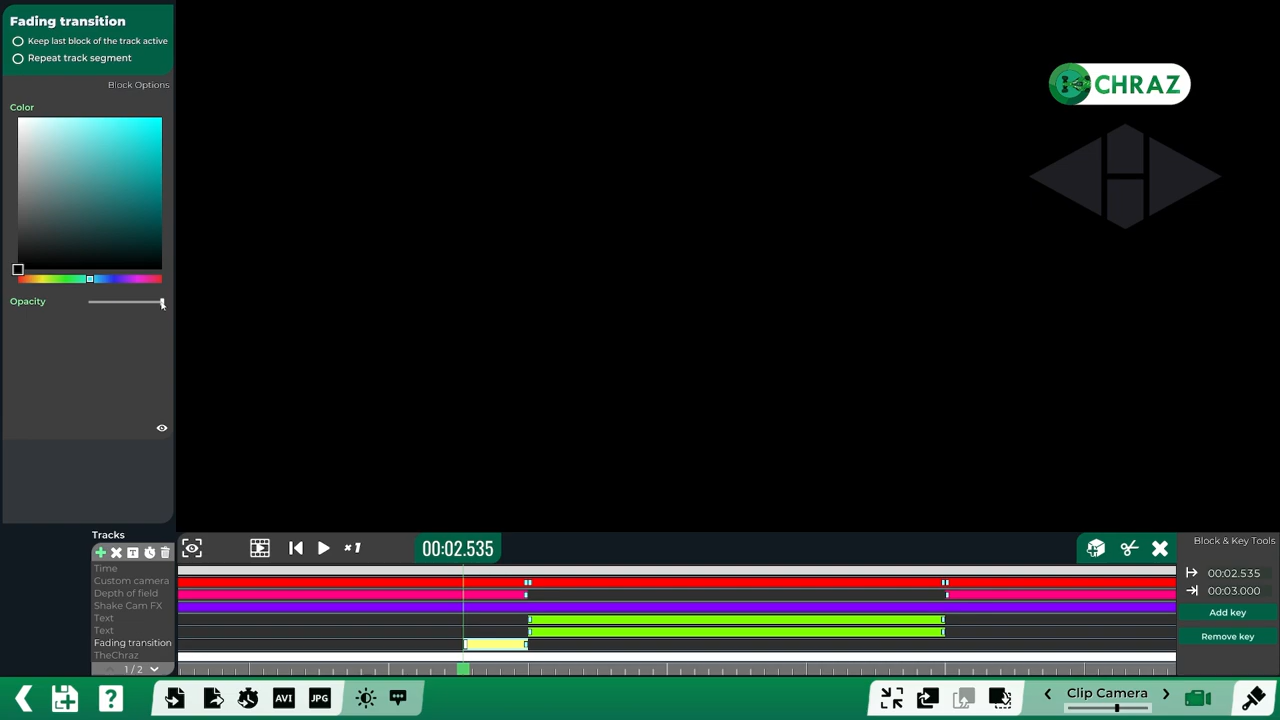 Fading transition
Keep last block of the track active
Repeat track segment
Block Options
Color
CHRAZ
Opacity
Tracks
Time
Custom camera
Depth of field
Shake Cam FX
Text
Text
Fading transition
TheChraz
1 / 2
× 1
00:02.535
Block & Key Tools
00:02.535
00:03.000
Add key
Remove key
?
AVI
JPG
Clip Camera